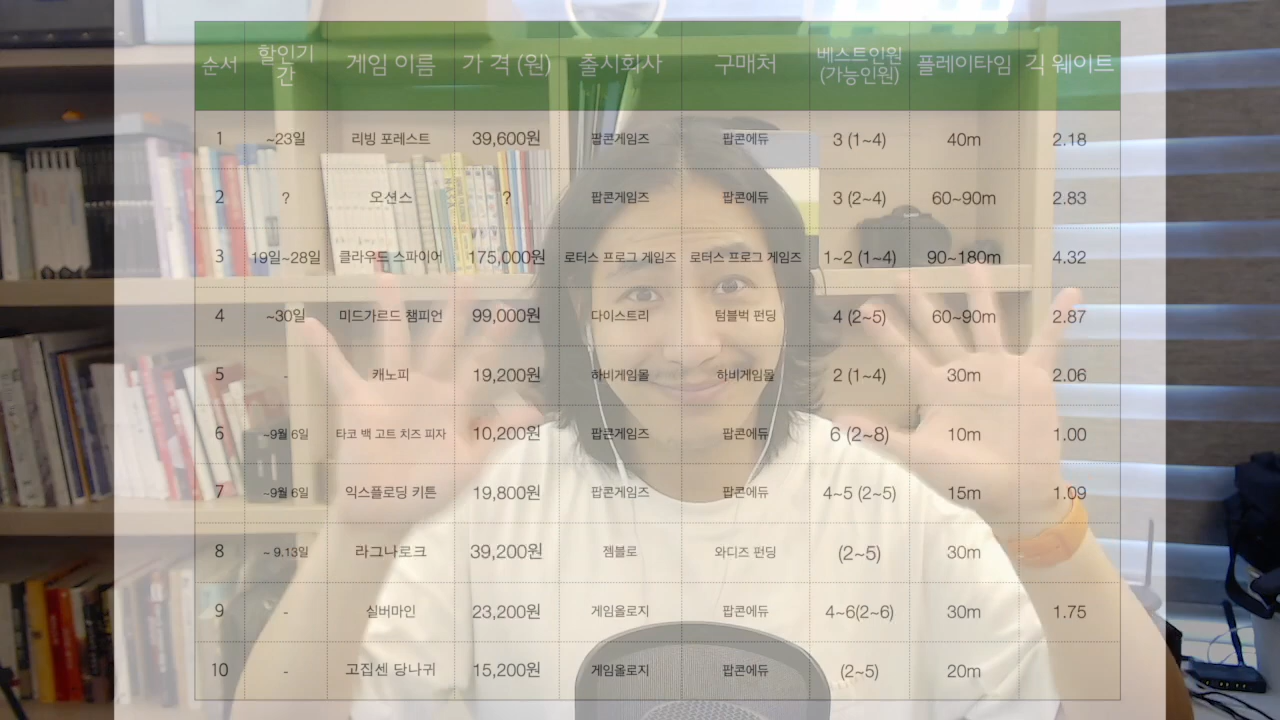 순서 할인기간 게임 이름 가 격 (원) 출시회사 구매처 베스트인원 (가능인원) 플레이타임 긱 웨이트
1 ~23일 리빙 포레스트 39,600원 팝콘게임즈 팝콘에듀 3 (1~4) 40m 2.18
2 ? 오션스 ? 팝콘게임즈 팝콘에듀 3 (2~4) 60~90m 2.83
3 19일~28일 클라우드 스파이어 175,000원 로터스 프로그 게임즈 로터스 프로그 게임즈 1~2 (1~4) 90~180m 4.32
4 ~30일 미드가르드 챔피언 99,000원 다이스트리 텀블벅 펀딩 4 (2~5) 60~90m 2.87
5 - 캐노피 19,200원 하비게임몰 하비게임몰 2 (1~4) 30m 2.06
6 ~9월 6일 타코 백 고트 치즈 피자 10,200원 팝콘게임즈 팝콘에듀 6 (2~8) 10m 1.00
7 ~9월 6일 익스플로딩 키튼 19,800원 팝콘게임즈 팝콘에듀 4~5 (2~5) 15m 1.09
8 ~ 9.13일 라그나로크 39,200원 젬블로 와디즈 펀딩 (2~5) 30m
9 - 실버마인 23,200원 게임올로지 팝콘에듀 4~6(2~6) 30m 1.75
10 - 고집센 당나귀 15,200원 게임올로지 팝콘에듀 (2~5) 20m